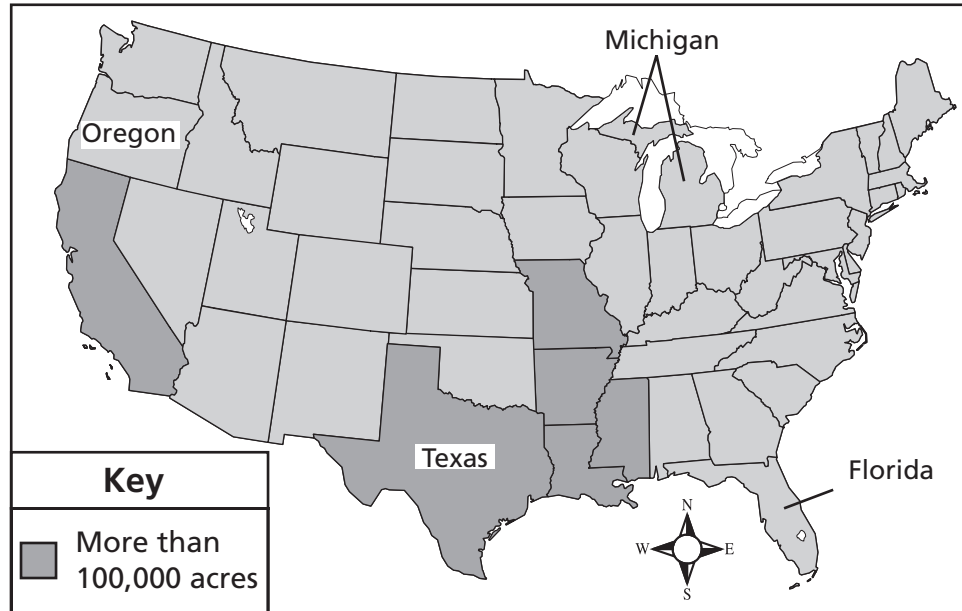 Michigan
Oregon
Texas
Florida
Key
More than
100,000 acres
N
W E
S